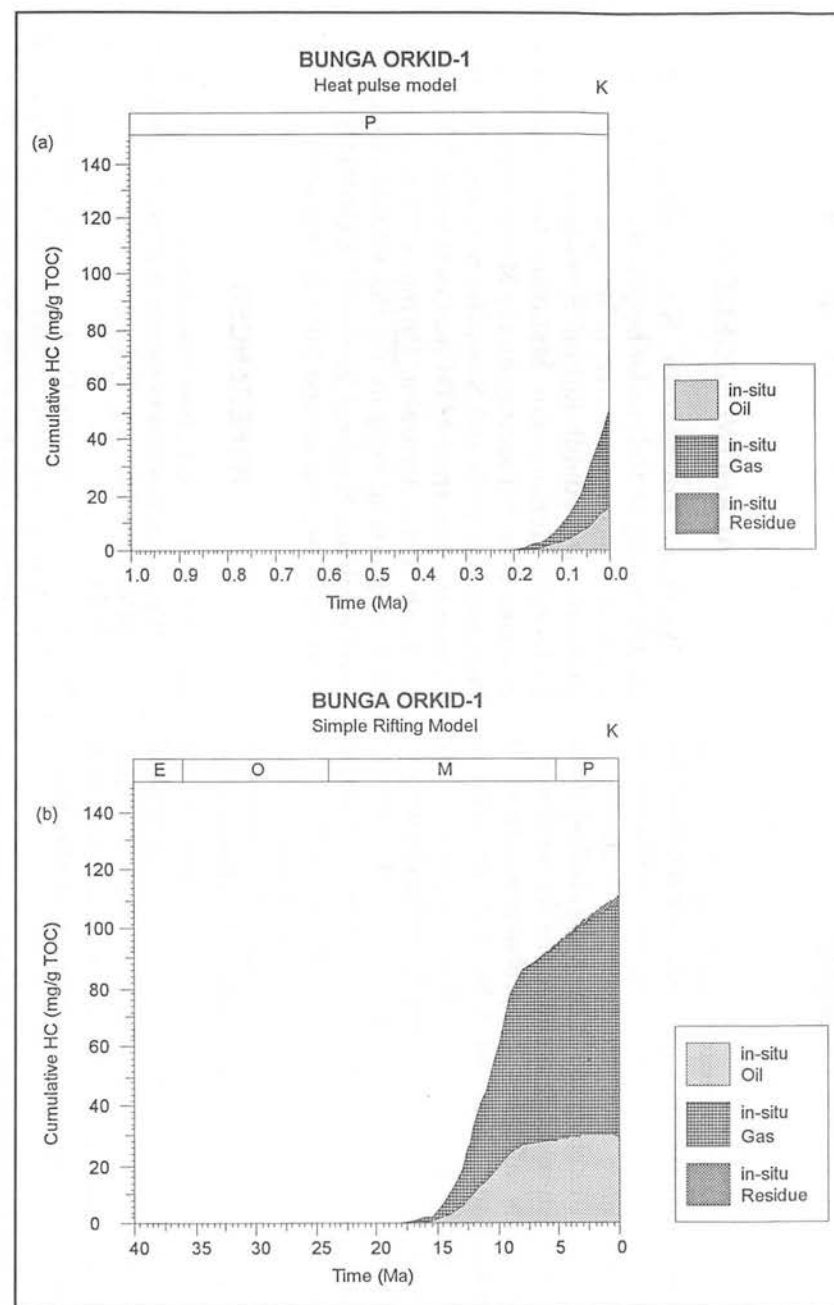 BUNGA ORKID-1
Heat pulse model
K
P
(a)
140
120
100
80
60
40
20
0
Cumulative HC (mg/g TOC)
1.0 0.9 0.8 0.7 0.6 0.5 0.4 0.3 0.2 0.1 0.0
Time (Ma)
in-situ
Oil
in-situ
Gas
in-situ
Residue
BUNGA ORKID-1
Simple Rifting Model
K
E O M P
(b)
140
120
100
80
60
40
20
0
Cumulative HC (mg/g TOC)
40 35 30 25 20 15 10 5 0
Time (Ma)
in-situ
Oil
in-situ
Gas
in-situ
Residue